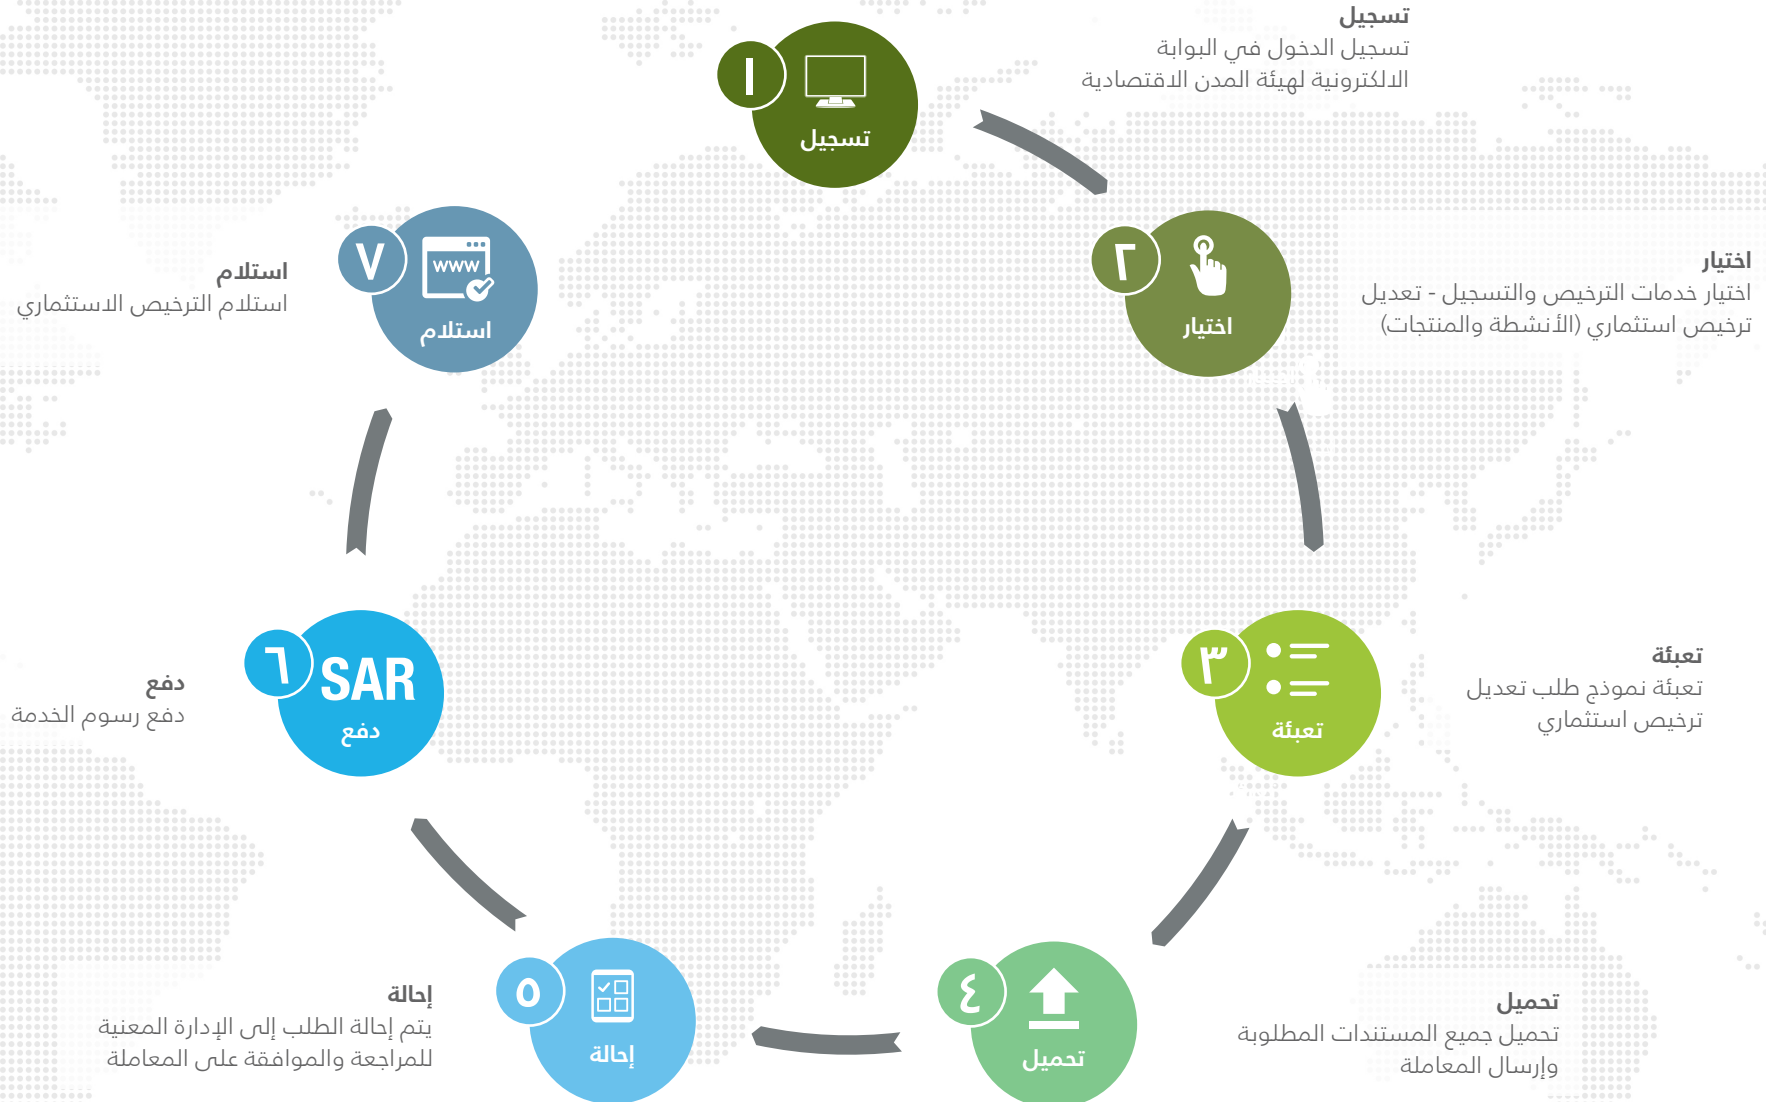 ١
تسجيل
تسجيل
تسجيل الدخول في البوابة
الالكترونية لهيئة المدن الاقتصادية
٢
اختيار
اختيار
اختيار خدمات الترخيص والتسجيل - تعديل
ترخيص استثماري (الأنشطة والمنتجات)
٣
تعبئة
تعبئة
تعبئة نموذج طلب تعديل
ترخيص استثماري
٤
تحميل
تحميل
تحميل جميع المستندات المطلوبة
وإرسال المعاملة
٥
إحالة
إحالة
يتم إحالة الطلب إلى الإدارة المعنية
للمراجعة والموافقة على المعاملة
٦
SAR
دفع
دفع
دفع رسوم الخدمة
٧
www
استلام
استلام
استلام الترخيص الاستثماري